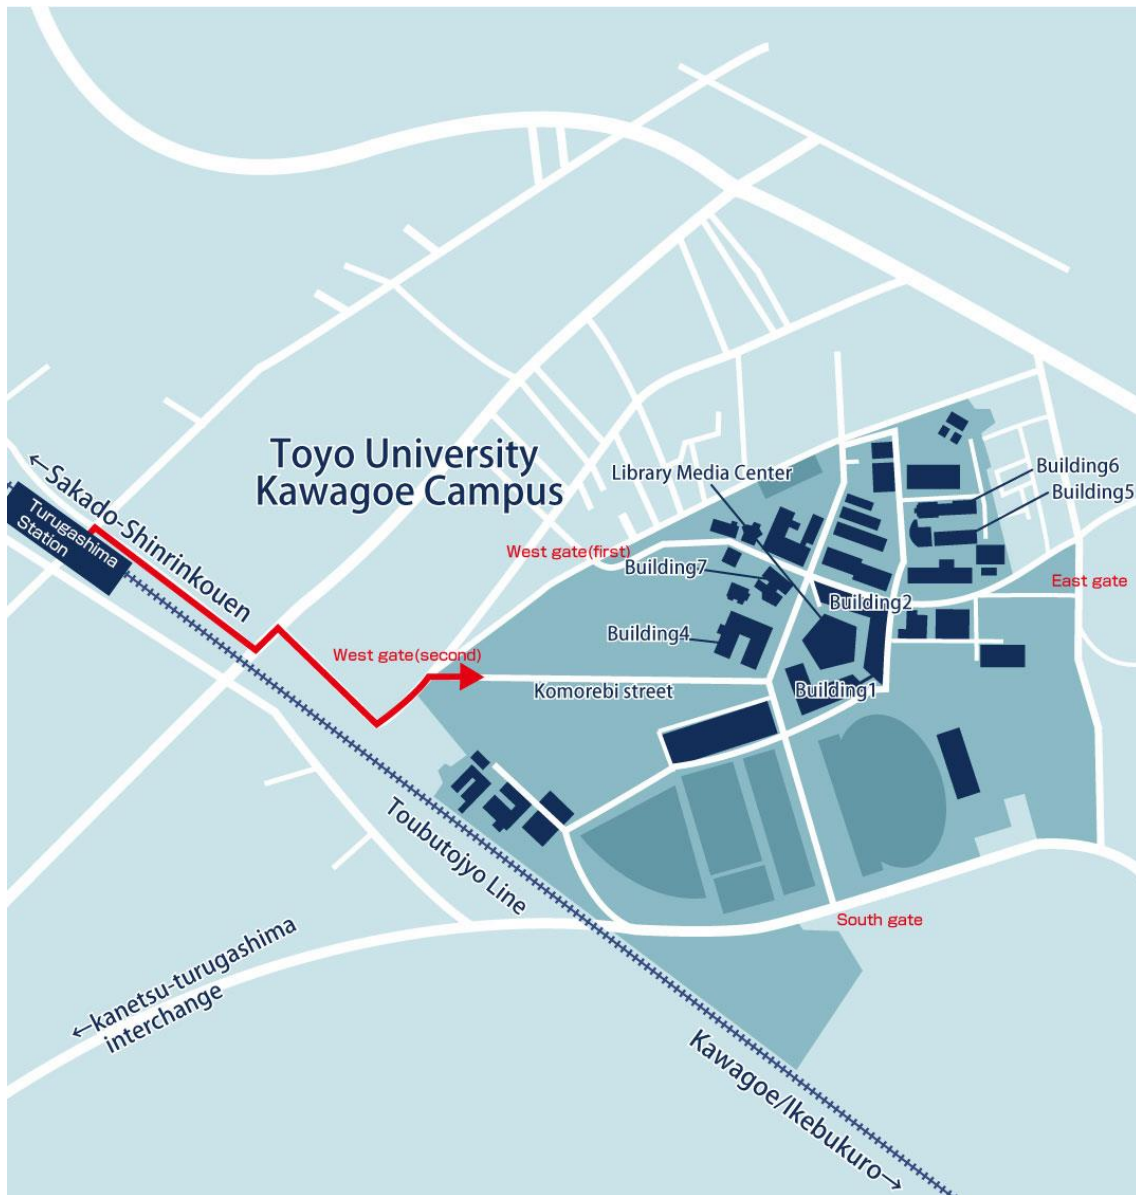 Toyo University
Kawagoe Campus
Library Media Center
Building6
Building5
←Sakado-Shinrinkouen
Turugashima
Station
West gate(first)
Building7
East gate
Building2
Building4
West gate(second)
Komorebi street
Building1
Toubutojyo Line
South gate
←kanetsu-turugashima
interchange
Kawagoe/Ikebukuro→